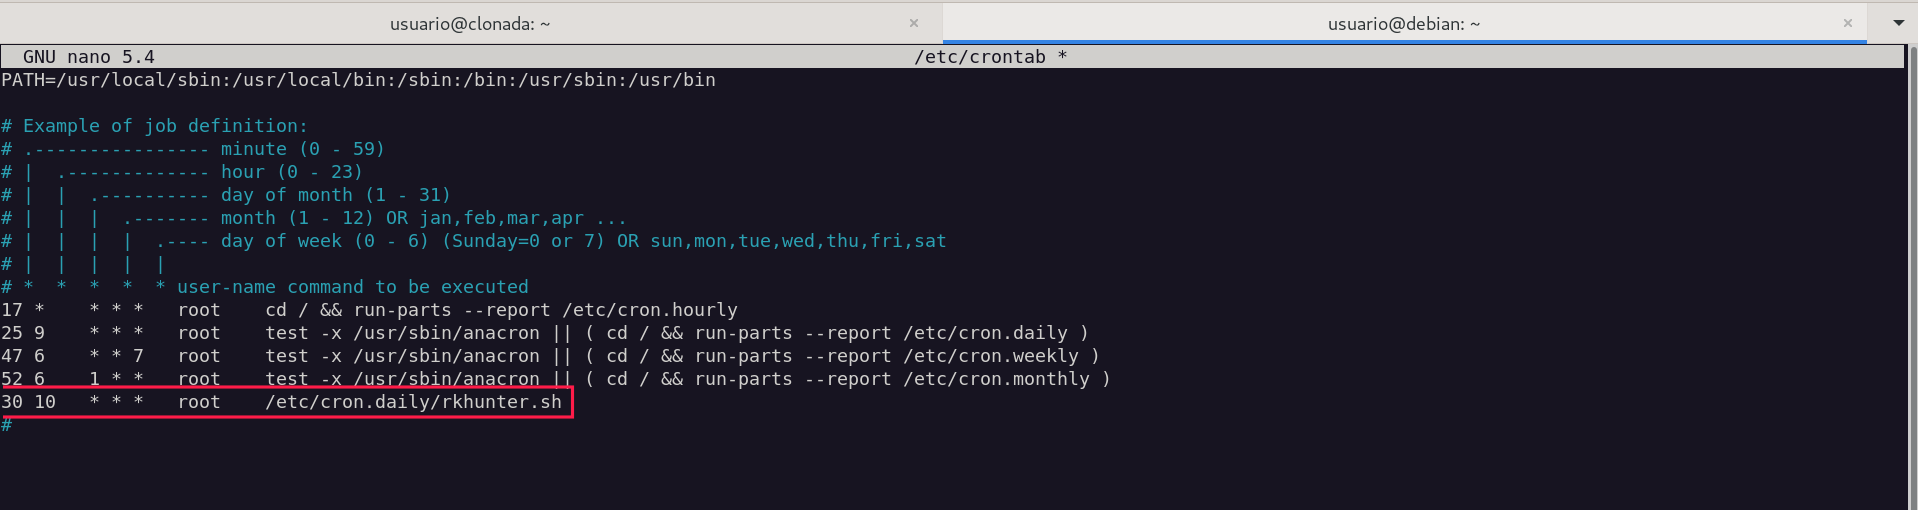 usuario@clonada: ~ × usuario@debian: ~ ×
GNU nano 5.4 /etc/crontab *
PATH=/usr/local/sbin:/usr/local/bin:/sbin:/bin:/usr/sbin:/usr/bin
# Example of job definition:
# .---------------- minute (0 - 59)
# |  .------------- hour (0 - 23)
# |  |  .---------- day of month (1 - 31)
# |  |  |  .------- month (1 - 12) OR jan,feb,mar,apr ...
# |  |  |  |  .---- day of week (0 - 6) (Sunday=0 or 7) OR sun,mon,tue,wed,thu,fri,sat
# |  |  |  |  |
# *  *  *  *  * user-name command to be executed
17 *    * * *   root    cd / && run-parts --report /etc/cron.hourly
25 9    * * *   root    test -x /usr/sbin/anacron || ( cd / && run-parts --report /etc/cron.daily )
47 6    * * 7   root    test -x /usr/sbin/anacron || ( cd / && run-parts --report /etc/cron.weekly )
52 6    1 * *   root    test -x /usr/sbin/anacron || ( cd / && run-parts --report /etc/cron.monthly )
30 10   * * *   root    /etc/cron.daily/rkhunter.sh
#